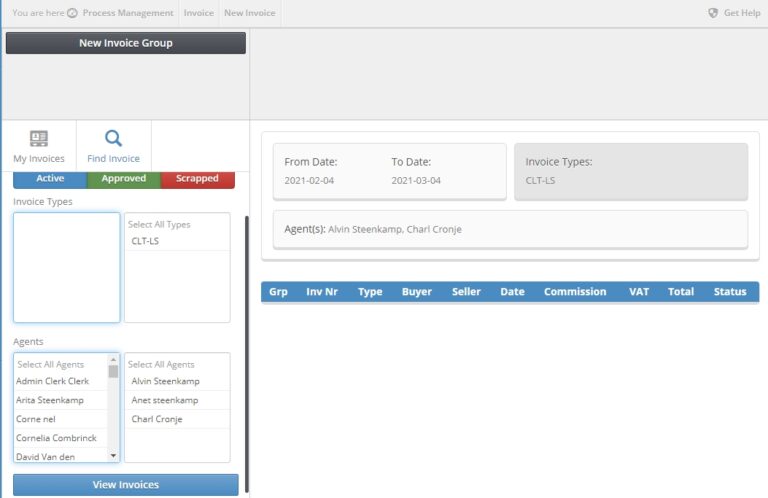 You are here Process Management Invoice New Invoice Get Help
New Invoice Group
My Invoices Find Invoice
Active Approved Scrapped
Invoice Types
Select All Types
CLT-LS
Agents
Select All Agents
Admin Clerk Clerk
Arita Steenkamp
Corne nel
Cornelia Combrinck
David Van den
Select All Agents
Alvin Steenkamp
Anet steenkamp
Charl Cronje
View Invoices
From Date: To Date:
2021-02-04 2021-03-04
Invoice Types:
CLT-LS
Agent(s): Alvin Steenkamp, Charl Cronje
Grp Inv Nr Type Buyer Seller Date Commission VAT Total Status